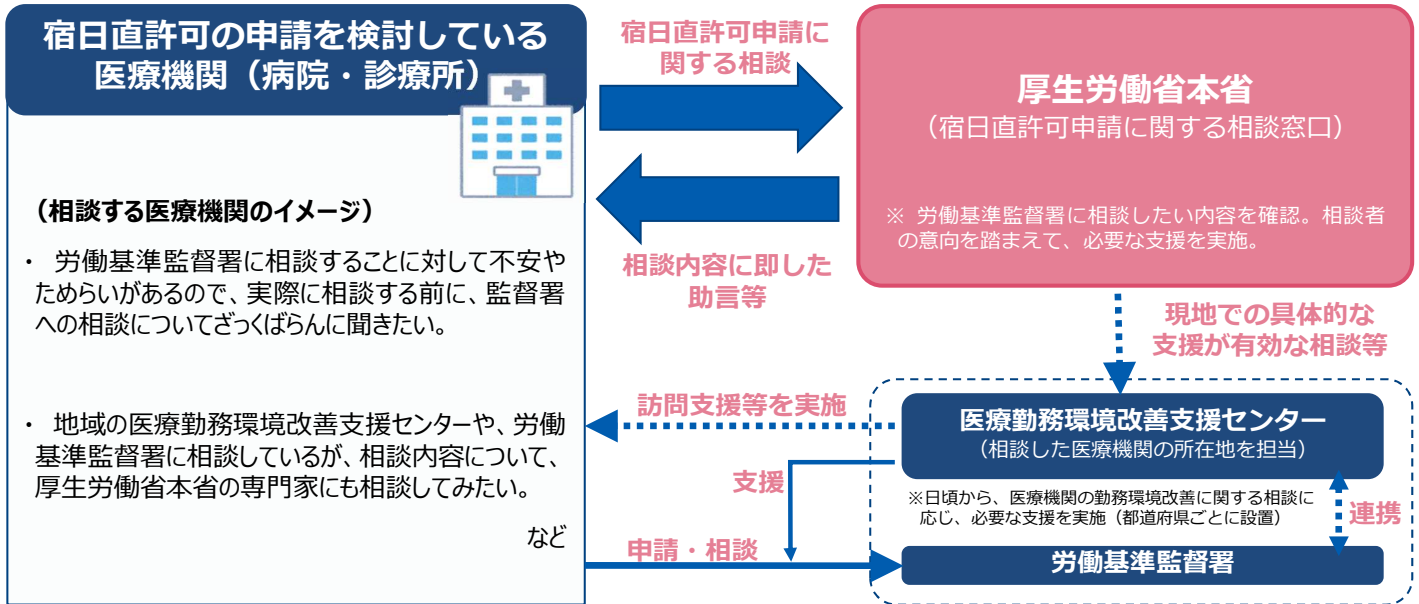 宿日直許可の申請を検討している
医療機関（病院・診療所）
（相談する医療機関のイメージ）
・ 労働基準監督署に相談することに対して不安や
ためらいがあるので、実際に相談する前に、監督署
への相談についてざっくばらんに聞きたい。
・ 地域の医療勤務環境改善支援センターや、労働
基準監督署に相談しているが、相談内容について、
厚生労働省本省の専門家にも相談してみたい。
など
宿日直許可申請に
関する相談
相談内容に即した
助言等
厚生労働省本省
（宿日直許可申請に関する相談窓口）
※ 労働基準監督署に相談したい内容を確認。相談者
の意向を踏まえて、必要な支援を実施。
現地での具体的な
支援が有効な相談等
訪問支援等を実施
医療勤務環境改善支援センター
（相談した医療機関の所在地を担当）
支援
※日頃から、医療機関の勤務環境改善に関する相談に
応じ、必要な支援を実施（都道府県ごとに設置）
連携
申請・相談
労働基準監督署